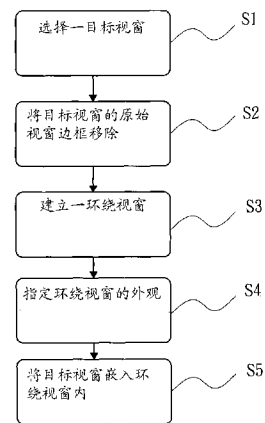 选择一目标视窗
S1
将目标视窗的原始
视窗边框移除
S2
建立一环绕视窗
S3
指定环绕视窗的外观
S4
将目标视窗嵌入环
绕视窗内
S5